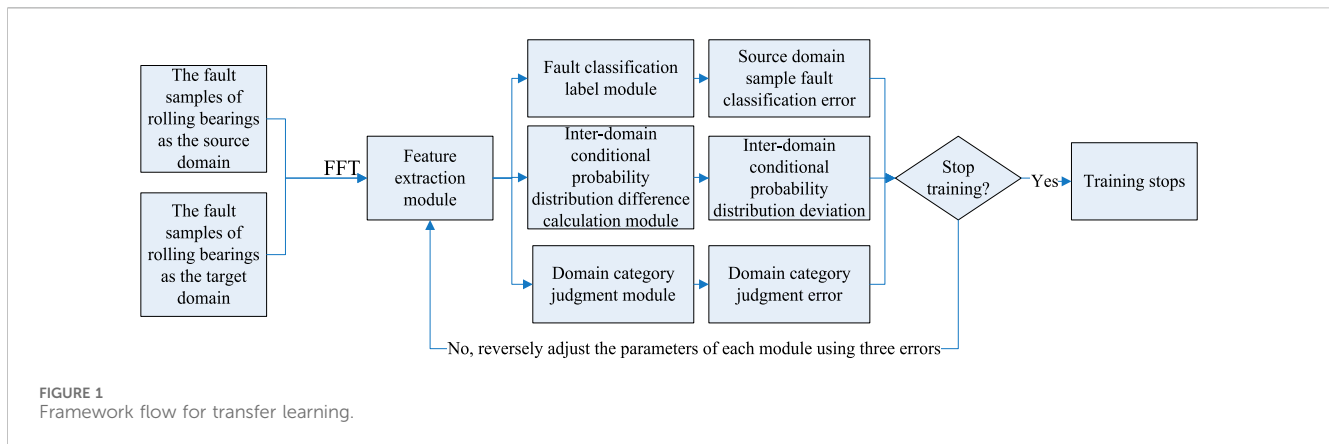 The fault
samples of
rolling bearings
as the source
domain
The fault
samples of
rolling bearings
as the target
domain
FFT
Feature
extraction
module
Fault classification
label module
Source domain
sample fault
classification error
Inter-domain
conditional
probability
distribution difference
calculation module
Inter-domain
conditional
probability
distribution deviation
Domain category
judgment module
Domain category
judgment error
Stop
training?
Yes
Training stops
No, reversely adjust the parameters of each module using three errors
FIGURE 1
Framework flow for transfer learning.